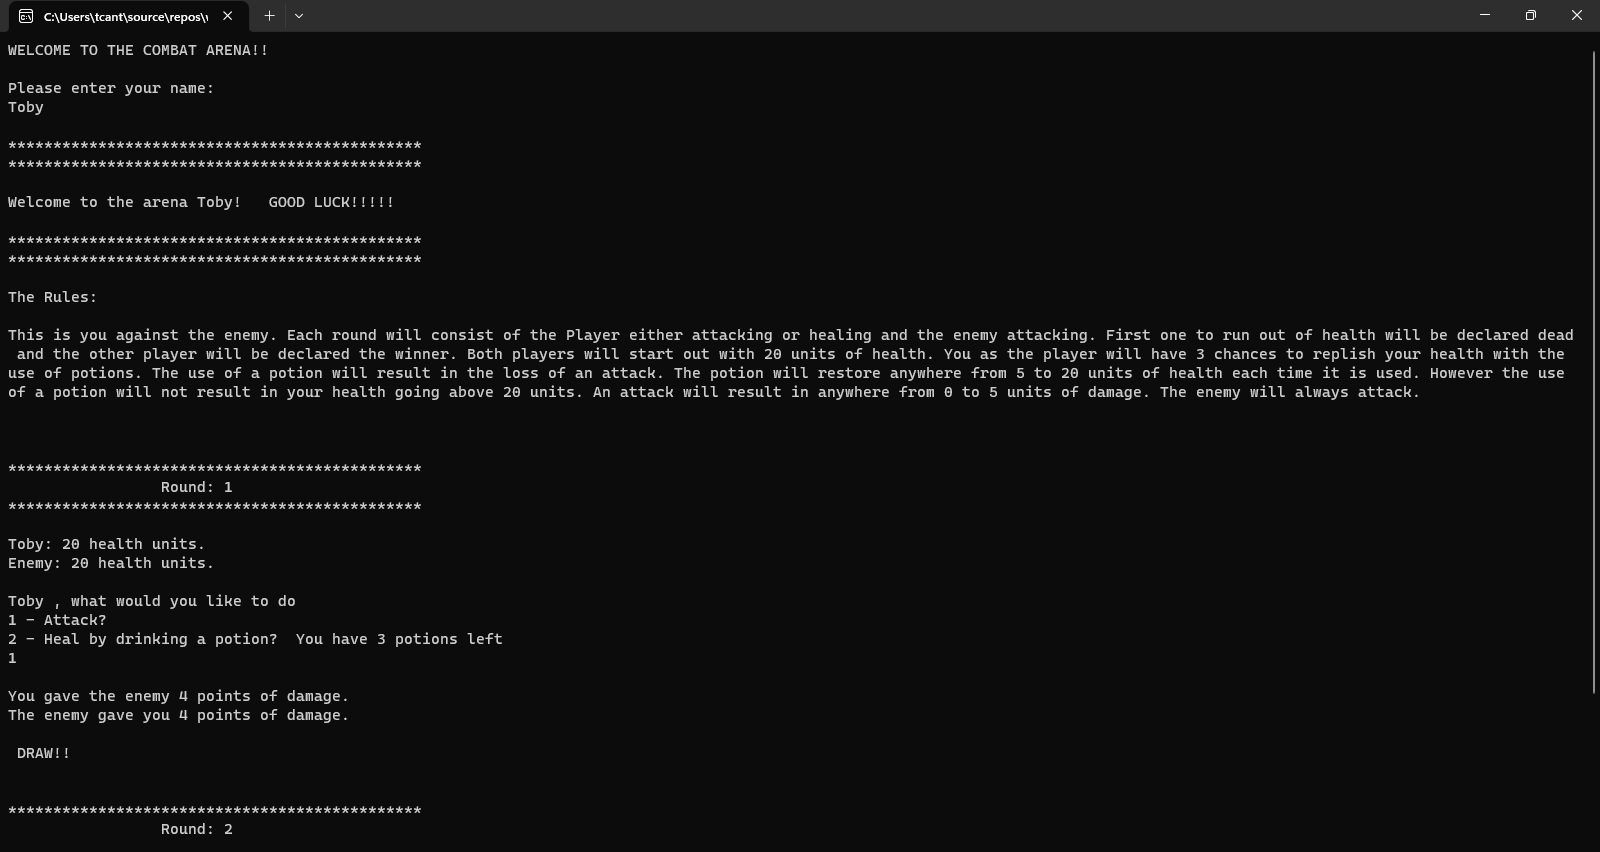 C:\Users\tcant\source\repos\
WELCOME TO THE COMBAT ARENA!!
Please enter your name:
Toby
**********************************************
**********************************************
Welcome to the arena Toby!   GOOD LUCK!!!!!
**********************************************
**********************************************
The Rules:
This is you against the enemy. Each round will consist of the Player either attacking or healing and the enemy attacking. First one to run out of health will be declared dead
 and the other player will be declared the winner. Both players will start out with 20 units of health. You as the player will have 3 chances to replish your health with the
use of potions. The use of a potion will result in the loss of an attack. The potion will restore anywhere from 5 to 20 units of health each time it is used. However the use
of a potion will not result in your health going above 20 units. An attack will result in anywhere from 0 to 5 units of damage. The enemy will always attack.
**********************************************
                 Round: 1
**********************************************
Toby: 20 health units.
Enemy: 20 health units.
Toby , what would you like to do
1 - Attack?
2 - Heal by drinking a potion?  You have 3 potions left
1
You gave the enemy 4 points of damage.
The enemy gave you 4 points of damage.
 DRAW!!
**********************************************
                 Round: 2